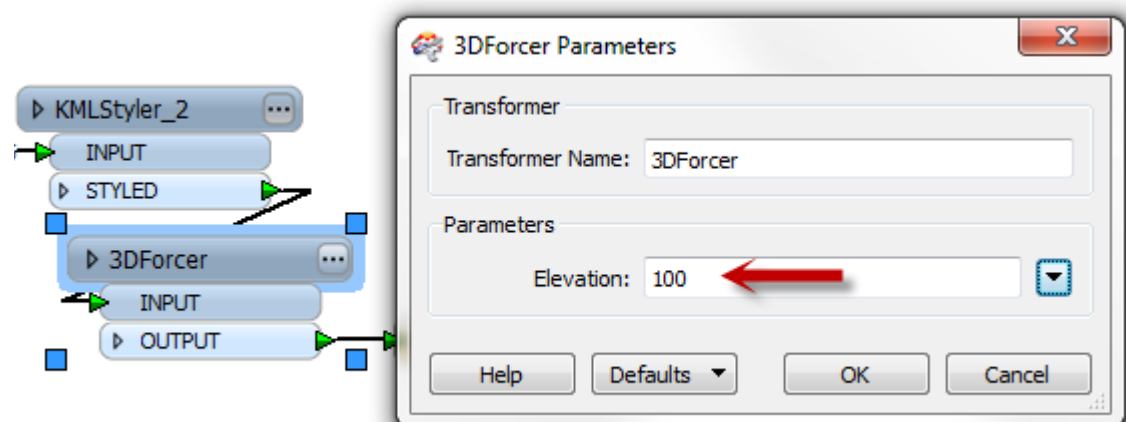 KMLStyler_2
INPUT
STYLED
3DForcer
INPUT
OUTPUT
3DForcer Parameters
Transformer
Transformer Name: 3DForcer
Parameters
Elevation: 100
Help Defaults OK Cancel